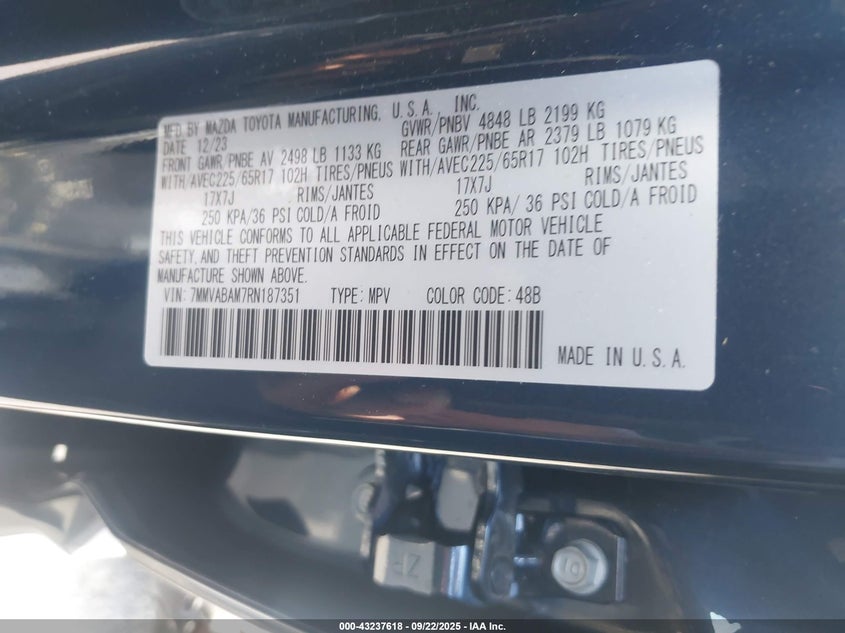 MFD BY MAZDA TOYOTA MANUFACTURING, U.S.A., INC.
DATE 12/23 GVWR/PNBV 4848 LB 2199 KG
FRONT GAWR/PNBE AV 2498 LB 1133 KG REAR GAWR/PNBE AR 2379 LB 1079 KG
WITH/AVEC225/65R17 102H TIRES/PNEUS WITH/AVEC225/65R17 102H TIRES/PNEUS
17X7J RIMS/JANTES 17X7J RIMS/JANTES
250 KPA/36 PSI COLD/A FROID 250 KPA/ 36 PSI COLD/A FROID
THIS VEHICLE CONFORMS TO ALL APPLICABLE FEDERAL MOTOR VEHICLE
SAFETY, AND THEFT PREVENTION STANDARDS IN EFFECT ON THE DATE OF
MANUFACTURE SHOWN ABOVE.
VIN: 7MMVABAM7RN187351 TYPE: MPV COLOR CODE: 48B
MADE IN U.S.A.
000-43237618 - 09/22/2025 - IAA Inc.